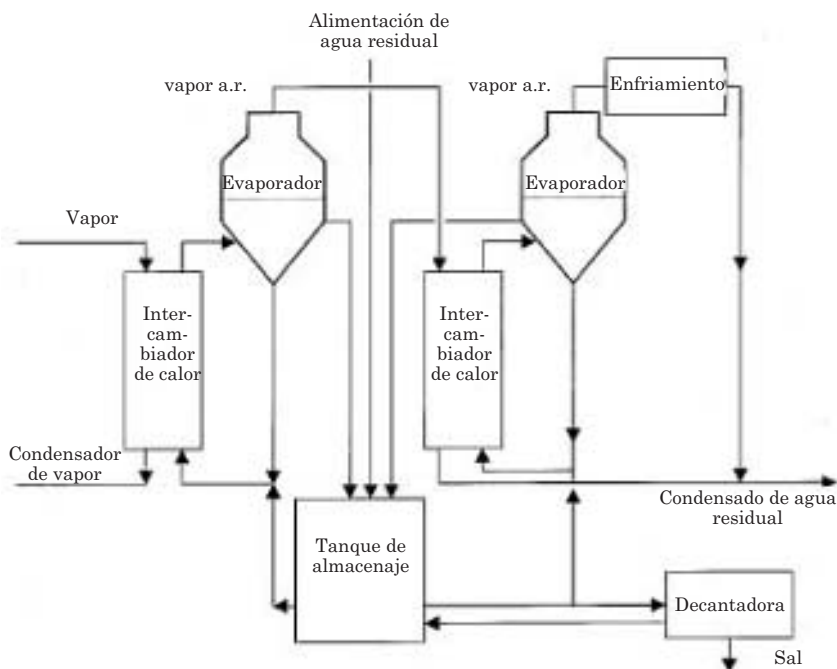 Alimentación de
agua residual
vapor a.r.
vapor a.r.
Enfriamiento
Evaporador
Evaporador
Vapor
Inter-
cam-
biador
de calor
Inter-
cam-
biador
de calor
Condensador
de vapor
Condensado de agua
residual
Tanque de
almacenaje
Decantadora
Sal